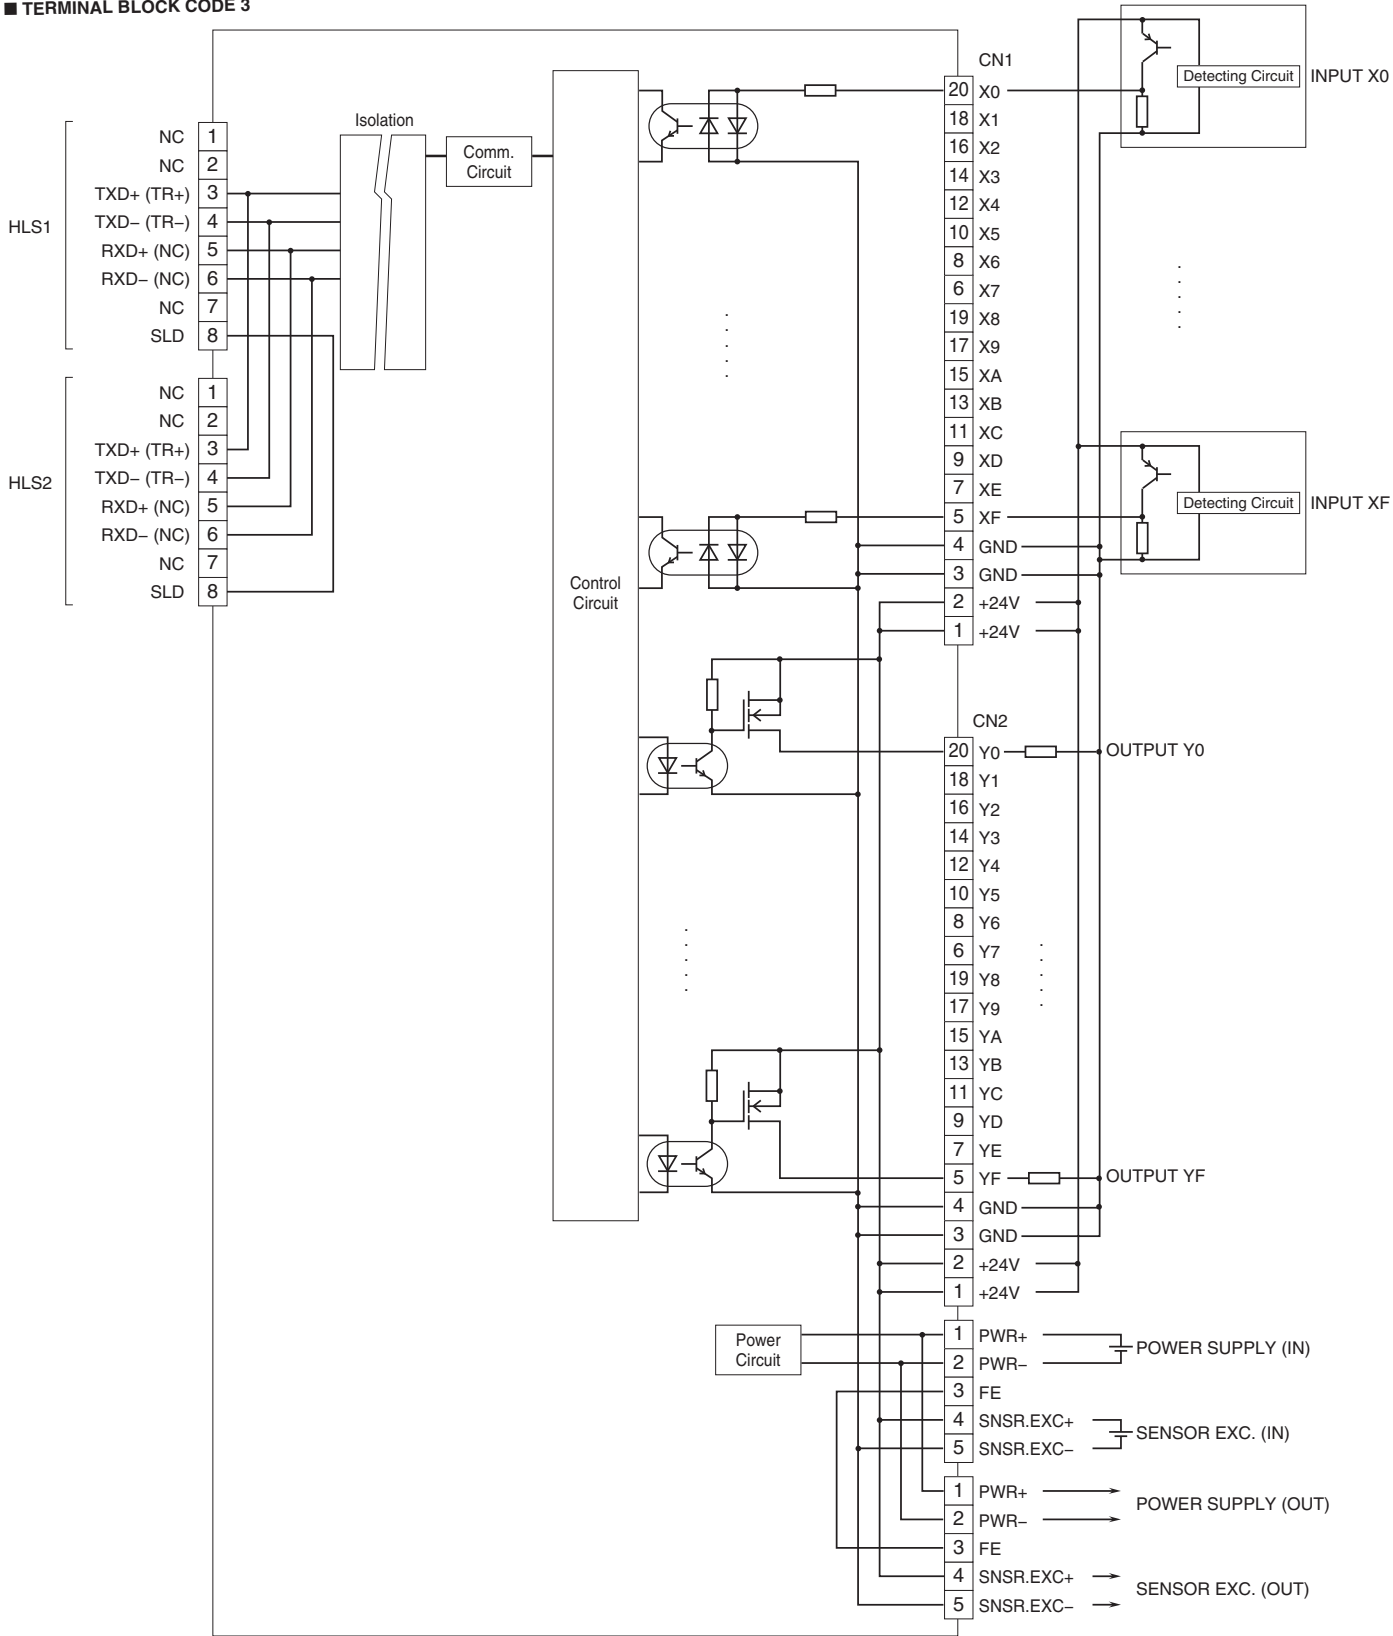 ■ TERMINAL BLOCK CODE 3
HLS1
NC 1
NC 2
TXD+ (TR+) 3
TXD− (TR−) 4
RXD+ (NC) 5
RXD− (NC) 6
NC 7
SLD 8
HLS2
NC 1
NC 2
TXD+ (TR+) 3
TXD− (TR−) 4
RXD+ (NC) 5
RXD− (NC) 6
NC 7
SLD 8
Isolation
Comm.
Circuit
Control
Circuit
CN1
20 X0
18 X1
16 X2
14 X3
12 X4
10 X5
8 X6
6 X7
19 X8
17 X9
15 XA
13 XB
11 XC
9 XD
7 XE
5 XF
4 GND
3 GND
2 +24V
1 +24V
Detecting Circuit
INPUT X0
Detecting Circuit
INPUT XF
CN2
20 Y0
18 Y1
16 Y2
14 Y3
12 Y4
10 Y5
8 Y6
6 Y7
19 Y8
17 Y9
15 YA
13 YB
11 YC
9 YD
7 YE
5 YF
4 GND
3 GND
2 +24V
1 +24V
OUTPUT Y0
OUTPUT YF
Power
Circuit
1 PWR+
2 PWR−
3 FE
4 SNSR.EXC+
5 SNSR.EXC−
POWER SUPPLY (IN)
SENSOR EXC. (IN)
1 PWR+
2 PWR−
3 FE
4 SNSR.EXC+
5 SNSR.EXC−
POWER SUPPLY (OUT)
SENSOR EXC. (OUT)